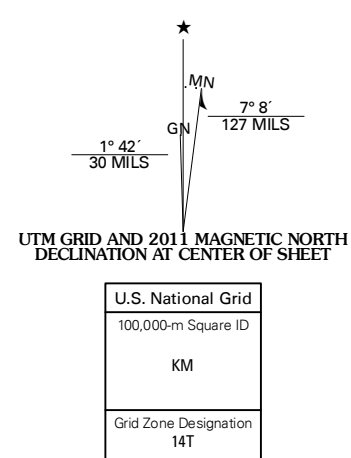 ★
MN
GN
7° 8´
127 MILS
1° 42´
30 MILS
UTM GRID AND 2011 MAGNETIC NORTH
DECLINATION AT CENTER OF SHEET
U.S. National Grid
100,000-m Square ID
KM
Grid Zone Designation
14T